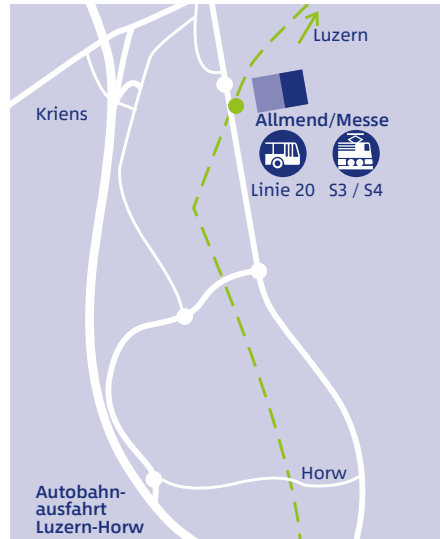 Luzern
Kriens
Allmend/Messe
Linie 20
S3 / S4
Horw
Autobahn-
ausfahrt
Luzern-Horw